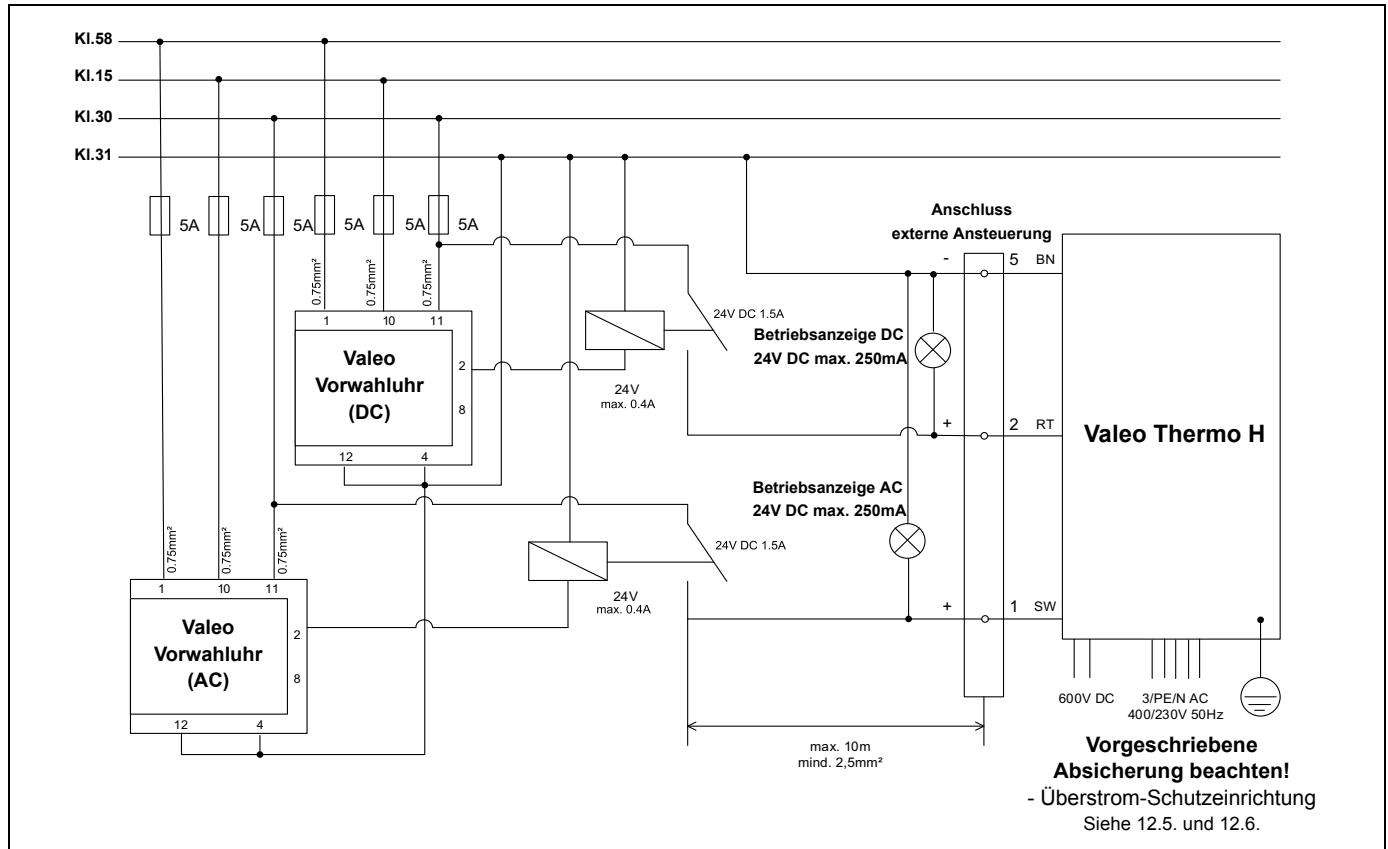 Kl.58
Kl.15
Kl.30
Kl.31
5A
5A
5A
5A
5A
5A
0.75mm²
0.75mm²
0.75mm²
1
10
11
Valeo
Vorwahluhr
(DC)
2
8
12
4
24V
max. 0.4A
24V DC 1.5A
Anschluss
externe Ansteuerung
-
5
BN
Betriebsanzeige DC
24V DC max. 250mA
+
2
RT
Valeo Thermo H
Betriebsanzeige AC
24V DC max. 250mA
+
1
SW
0.75mm²
0.75mm²
0.75mm²
1
10
11
Valeo
Vorwahluhr
(AC)
2
8
12
4
24V
max. 0.4A
24V DC 1.5A
max. 10m
mind. 2,5mm²
600V DC
3/PE/N AC
400/230V 50Hz
Vorgeschriebene
Absicherung beachten!
- Überstrom-Schutzeinrichtung
Siehe 12.5. und 12.6.